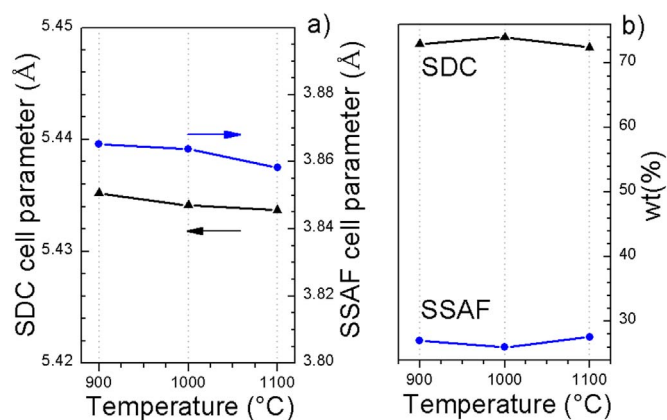 a)
SDC cell parameter (Å)
5.45
5.44
5.43
5.42
SSAF cell parameter (Å)
3.88
3.86
3.84
3.82
3.80
900 1000 1100
Temperature (°C)
b)
SDC
SSAF
wt(%)
70
60
50
40
30
900 1000 1100
Temperature (°C)